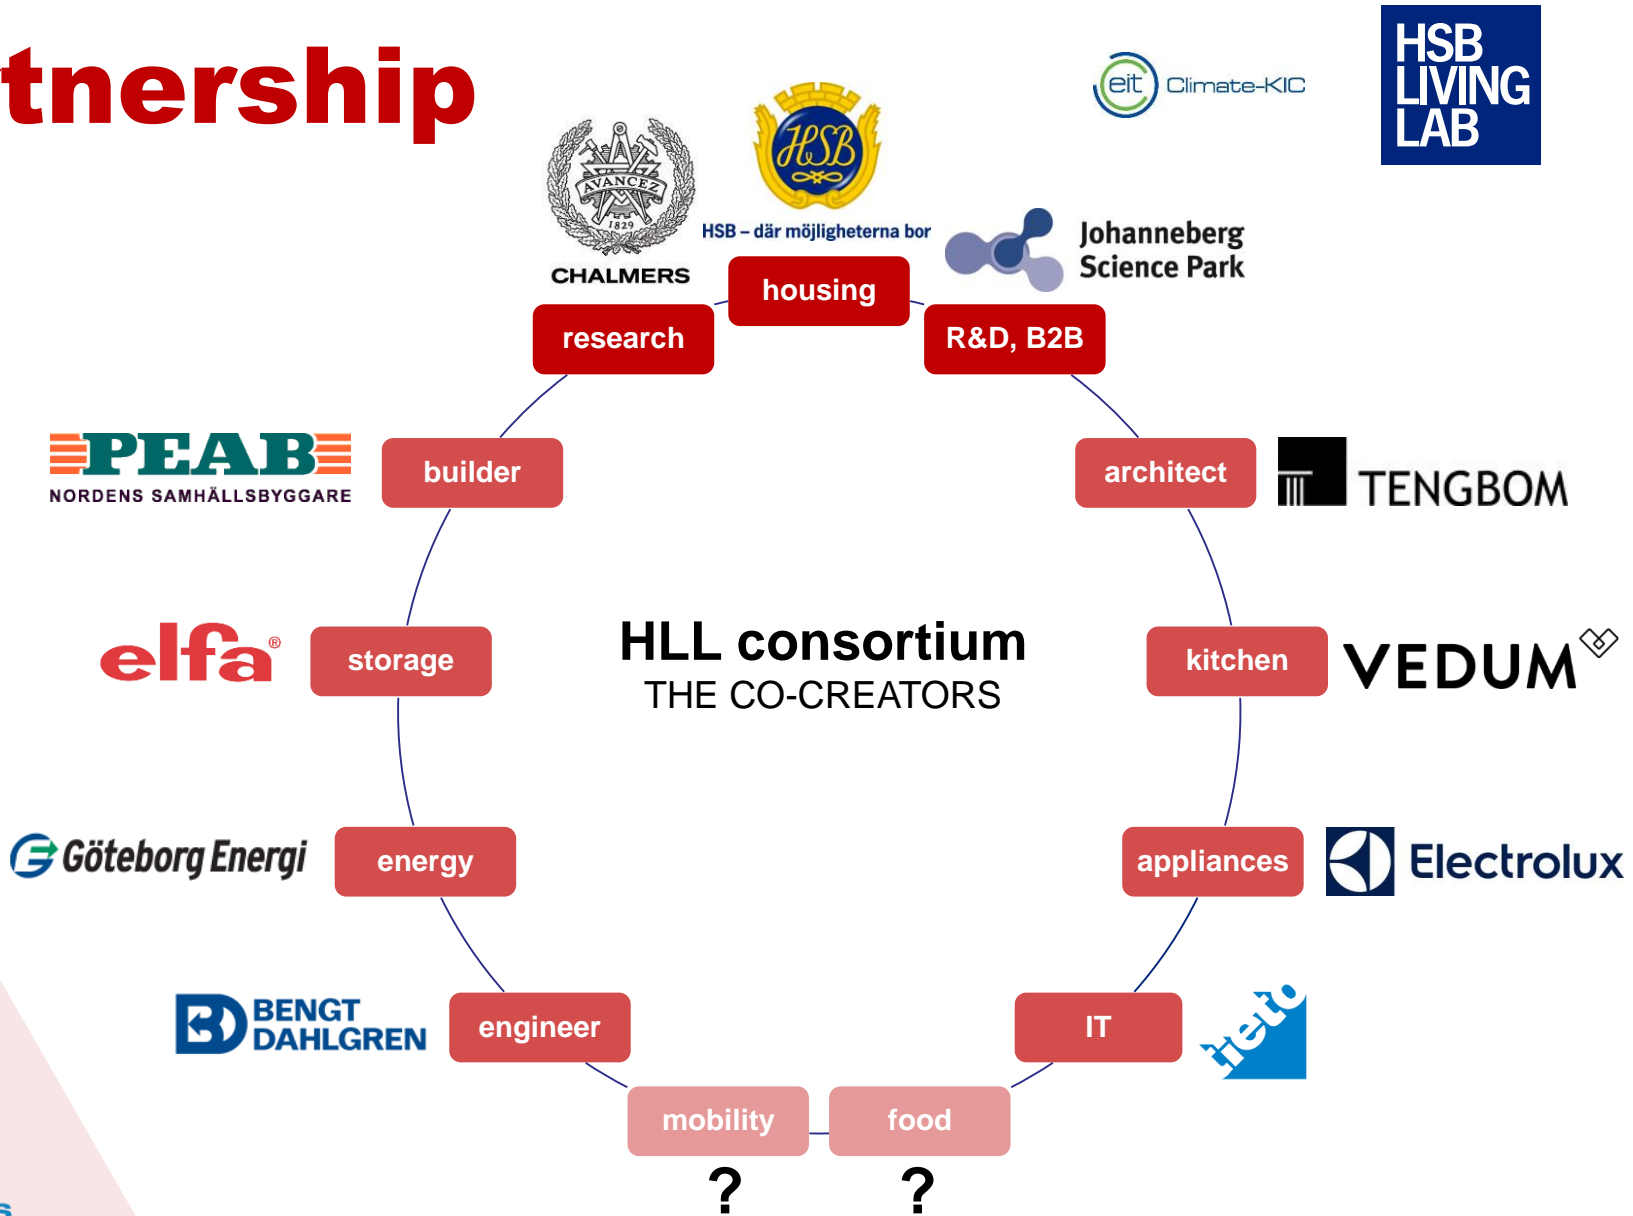 tnership
eit Climate-KIC
HSB
LIVING
LAB
AVANCEZ
1829
CHALMERS
HSB
HSB – där möjligheterna bor
Johanneberg
Science Park
housing
research
R&D, B2B
PEAB
NORDENS SAMHÄLLSBYGGARE
builder
architect
TENGBOM
elfa®
storage
HLL consortium
THE CO-CREATORS
kitchen
VEDUM
Göteborg Energi
energy
appliances
Electrolux
BENGT
DAHLGREN
engineer
IT
tieto
mobility
food
?
?
s